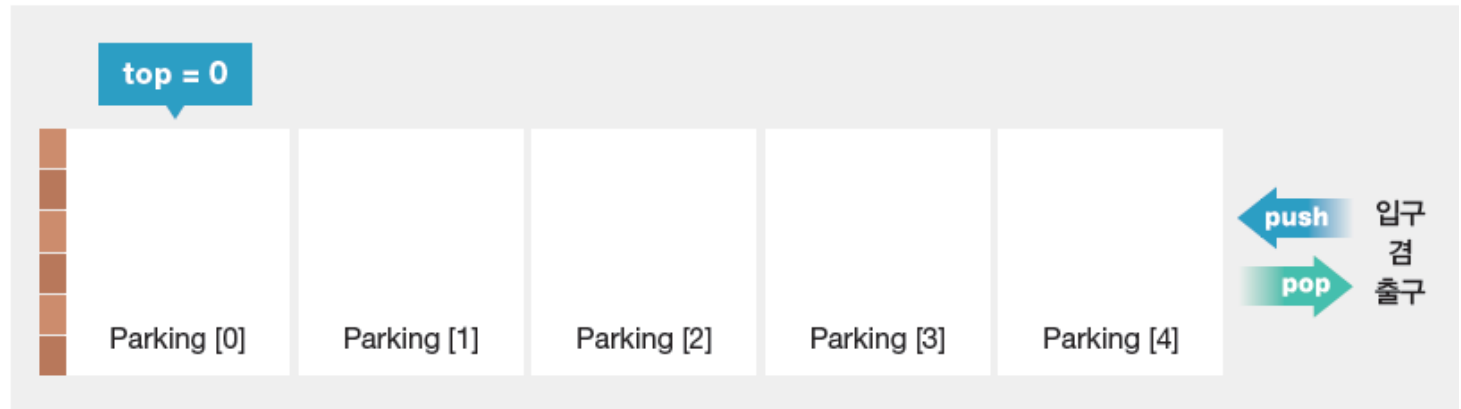 top = 0
push
입구
겸
pop
출구
Parking [0]
Parking [1]
Parking [2]
Parking [3]
Parking [4]